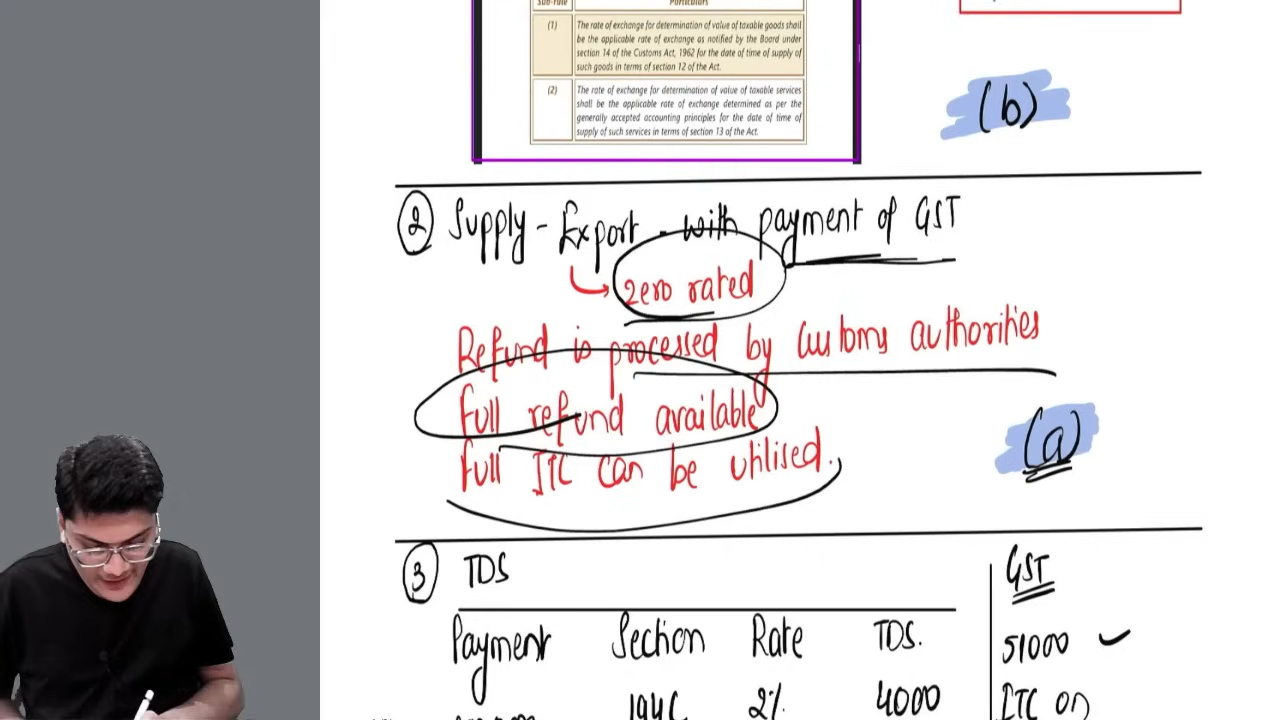 Sub-rule Particulars
(1) The rate of exchange for determination of value of taxable goods shall
be the applicable rate of exchange as notified by the Board under
section 14 of the Customs Act, 1962 for the date of time of supply of
such goods in terms of section 12 of the Act.
(2) The rate of exchange for determination of value of taxable services
shall be the applicable rate of exchange determined as per the
generally accepted accounting principles for the date of time of
supply of such services in terms of section 13 of the Act.
(b)
2 Supply - Export - with payment of GST
zero rated
Refund is processed by Customs authorities
Full refund available
Full ITC can be utilised.
(a)
3 TDS
GST
Payment Section Rate TDS.
51000
194C 2% 4000
ITC on